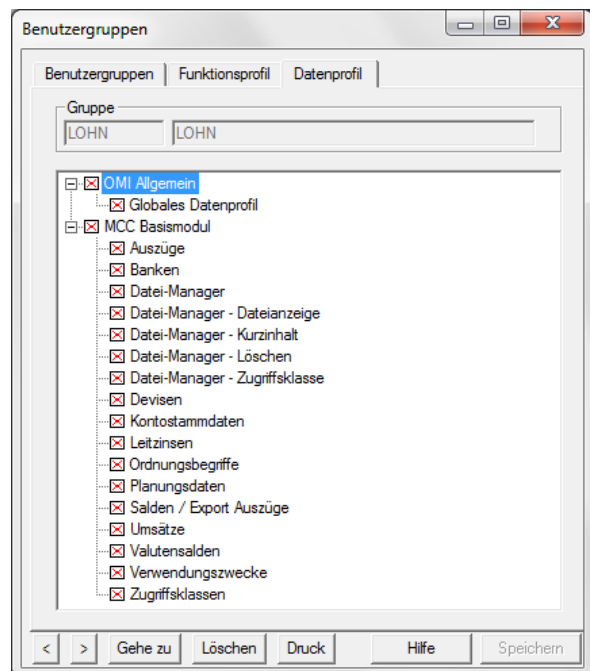 Benutzergruppen
Benutzergruppen Funktionsprofil Datenprofil
Gruppe
LOHN LOHN
OMI Allgemein
Globales Datenprofil
MCC Basismodul
Auszüge
Banken
Datei-Manager
Datei-Manager - Dateianzeige
Datei-Manager - Kurzinhalt
Datei-Manager - Löschen
Datei-Manager - Zugriffsklasse
Devisen
Kontostammdaten
Leitzinsen
Ordnungsbegriffe
Planungsdaten
Salden / Export Auszüge
Umsätze
Valutensalden
Verwendungszwecke
Zugriffsklassen
< > Gehe zu Löschen Druck Hilfe Speichern